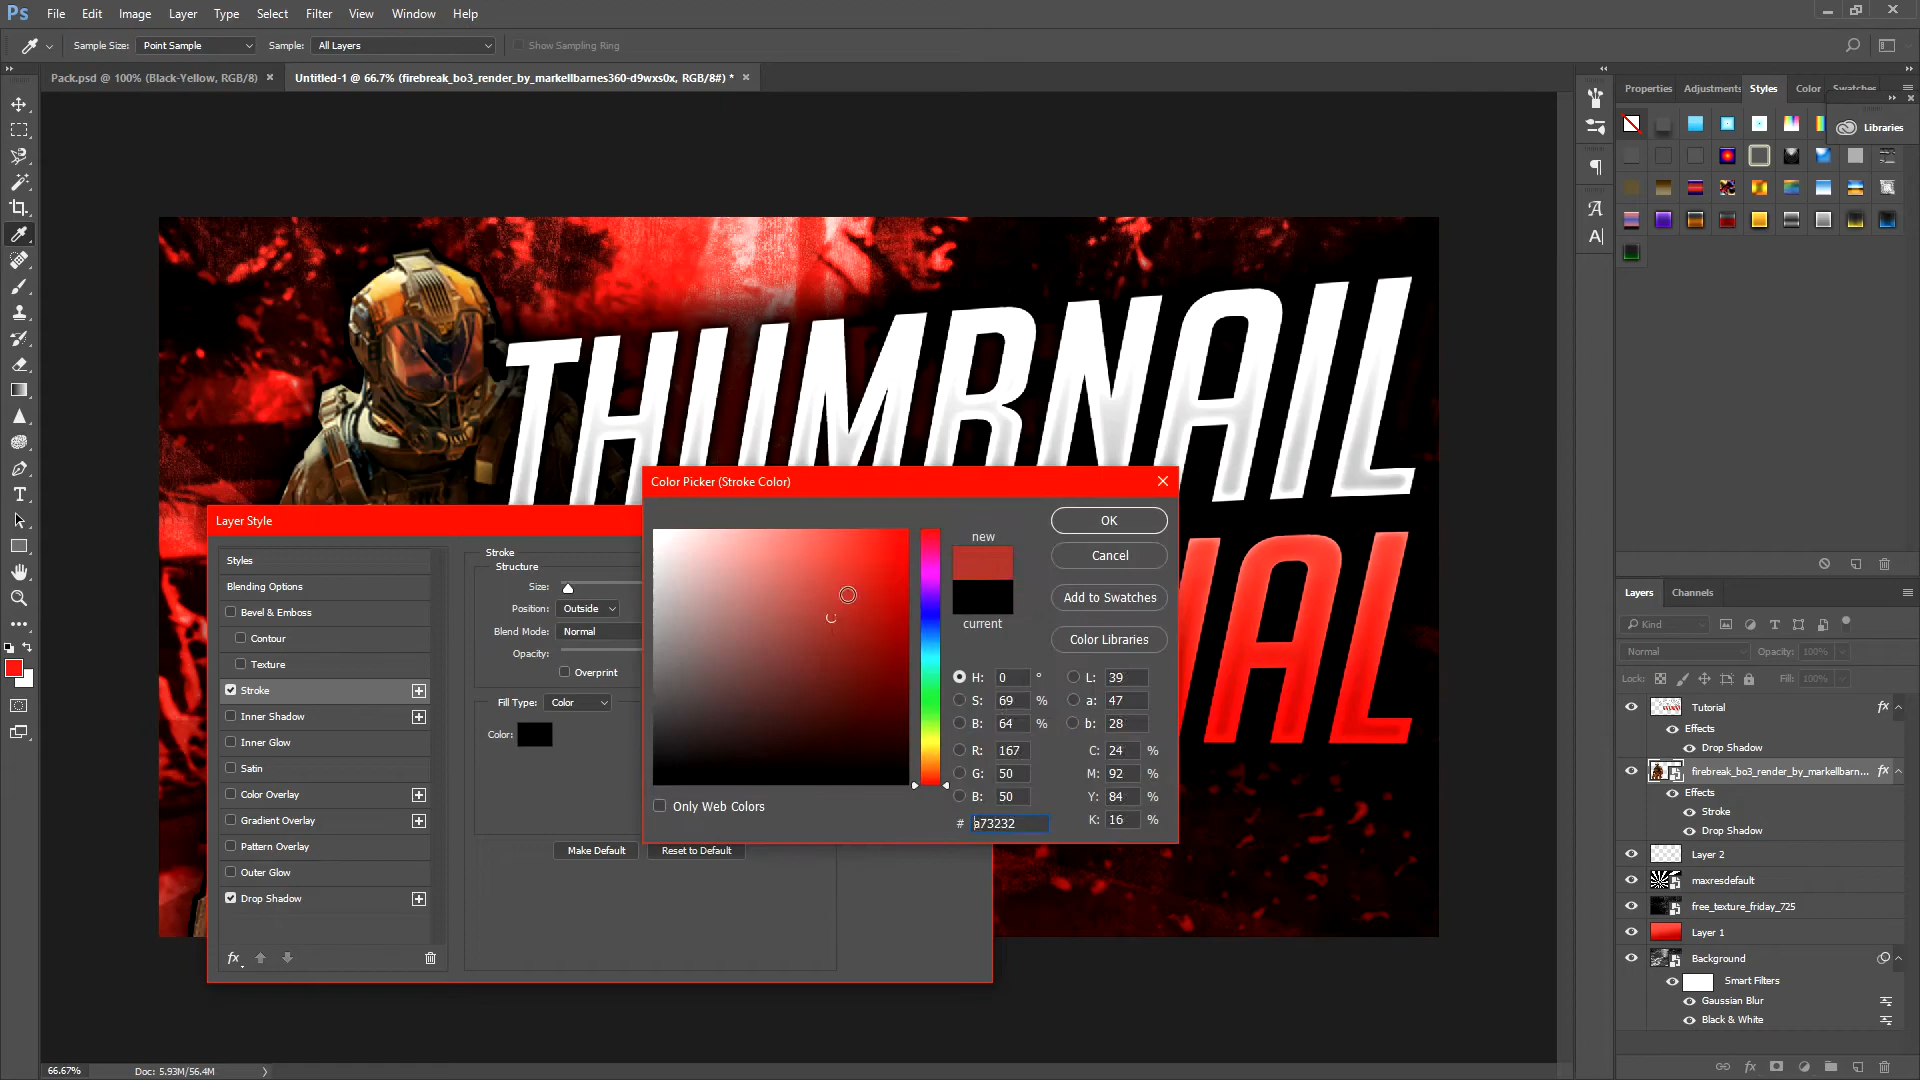 Ps File Edit Image Layer Type Select Filter View Window Help
Sample Size: Point Sample Sample: All Layers Show Sampling Ring
Pack.psd @ 100% (Black-Yellow, RGB/8) × Untitled-1 @ 66.7% (firebreak_bo3_render_by_markellbarnes360-d9wxs0x, RGB/8#) * ×
Properties Adjustments Styles Color Swatches
Libraries
THUMBNAIL
Color Picker (Stroke Color)
new
OK
current
Cancel
Add to Swatches
Color Libraries
H: 0 °
S: 69 %
B: 64 %
R: 167
G: 50
B: 50
# a73232
L: 39
a: 47
b: 28
C: 24 %
M: 92 %
Y: 84 %
K: 16 %
Only Web Colors
Layer Style
Styles
Blending Options
Bevel & Emboss
Contour
Texture
Stroke
Inner Shadow
Inner Glow
Satin
Color Overlay
Gradient Overlay
Pattern Overlay
Outer Glow
Drop Shadow
fx
Stroke
Structure
Size:
Position: Outside
Blend Mode: Normal
Opacity:
Overprint
Fill Type: Color
Color:
Make Default Reset to Default
IAL
Layers Channels
Kind
Normal Opacity: 100%
Lock: Fill: 100%
Tutorial fx
Effects
Drop Shadow
firebreak_bo3_render_by_markellbarn... fx
Effects
Stroke
Drop Shadow
Layer 2
maxresdefault
free_texture_friday_725
Layer 1
Background
Smart Filters
Gaussian Blur
Black & White
fx
66.67% Doc: 5.93M/56.4M